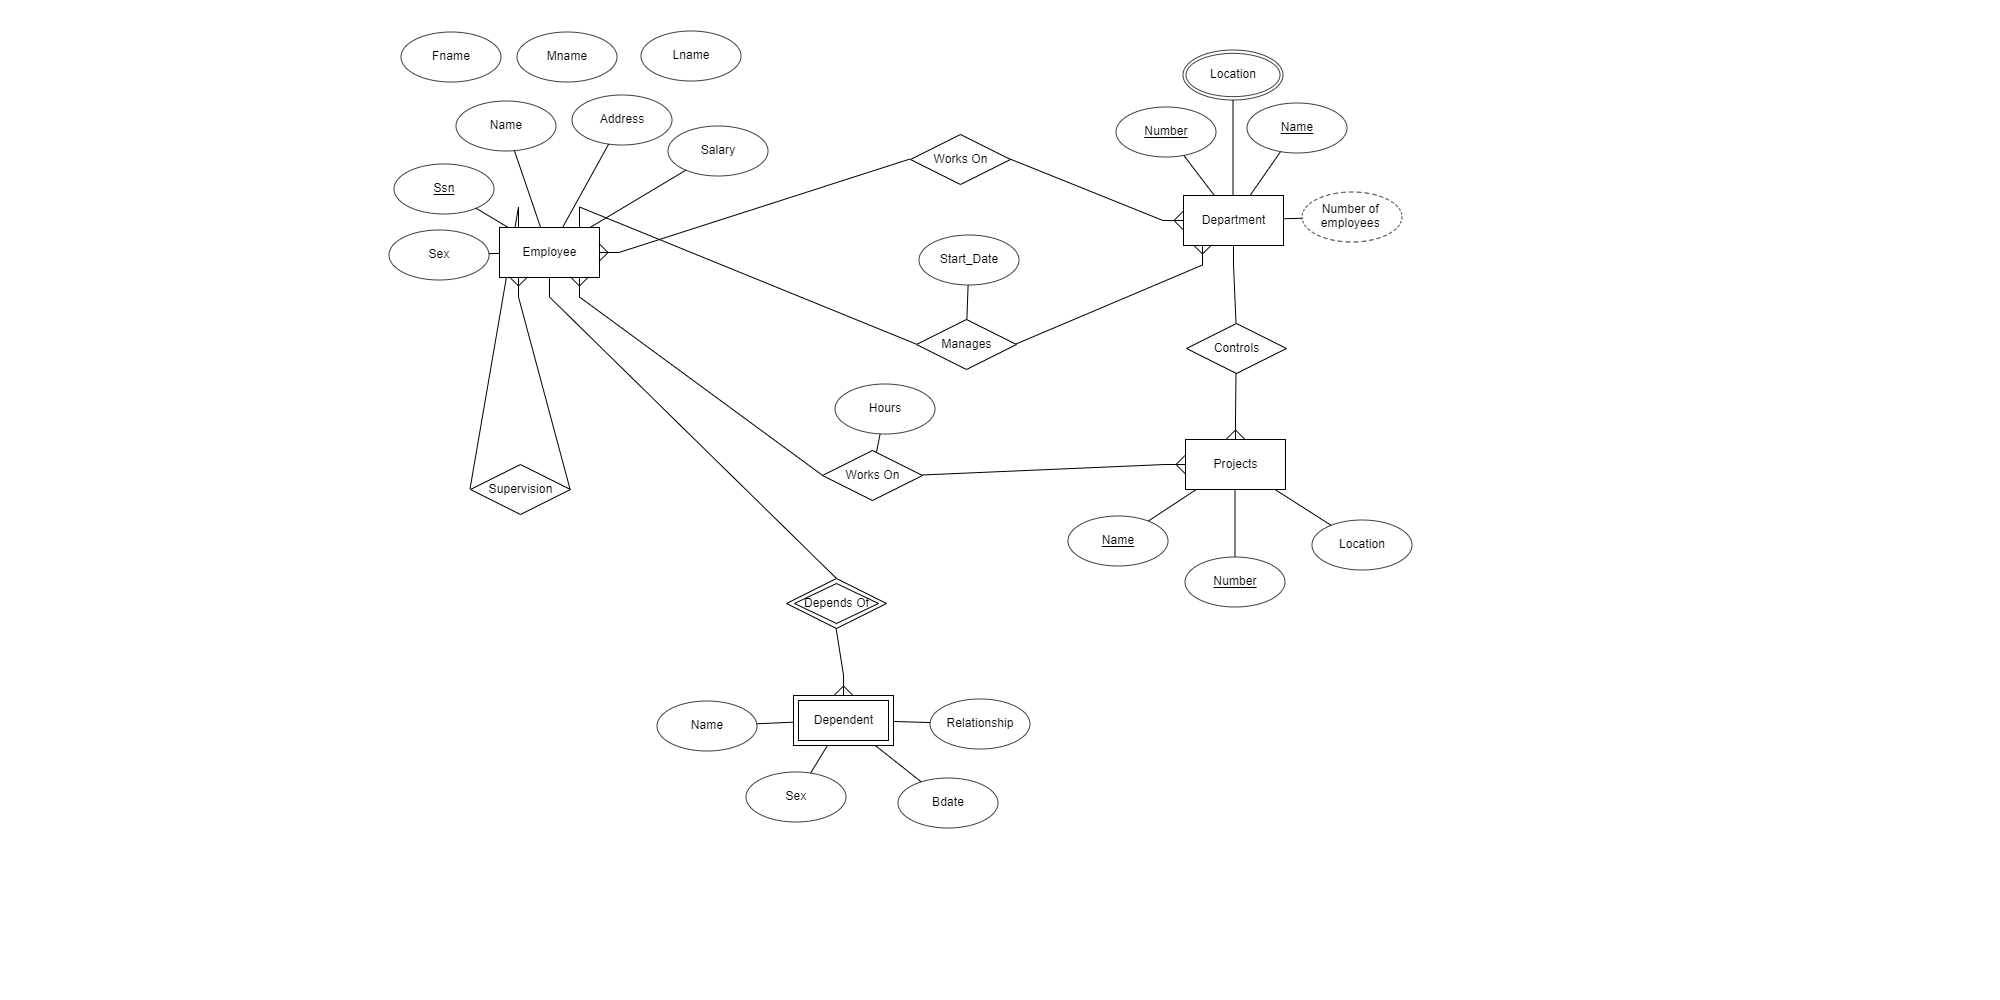 Fname
Mname
Lname
Location
Name
Address
Number
Name
Salary
Works On
Ssn
Number of
employees
Department
Employee
Sex
Start_Date
Manages
Controls
Hours
Projects
Works On
Supervision
Name
Location
Number
Depends Of
Dependent
Name
Relationship
Sex
Bdate